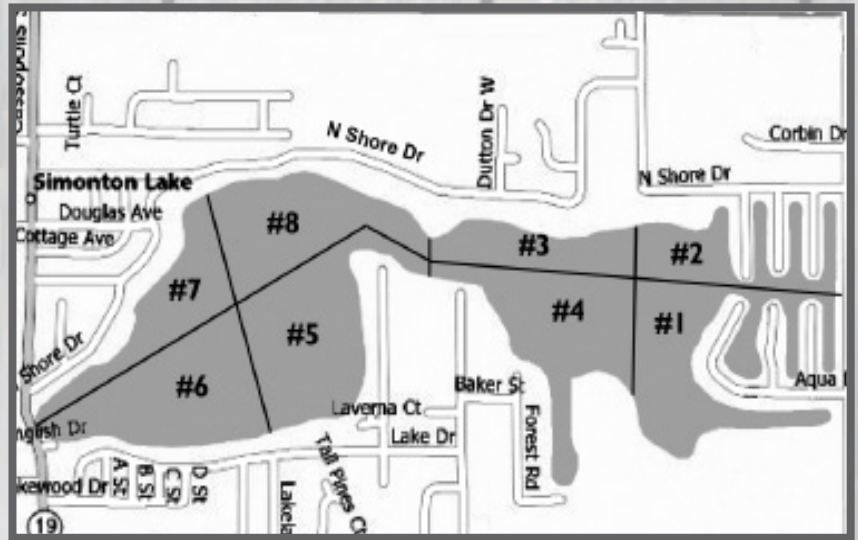 Turtle Ct
N Shore Dr
Dutton Dr W
Corbin Dr
N Shore Dr
Simonton Lake
Douglas Ave
Cottage Ave
#8
#3
#2
#7
#4
#1
#5
#6
Shore Dr
Baker St
Aqua
Laverna Ct
Lake Dr
Forest Rd
Tall Pines Ct
A St
B St
C St
D St
19